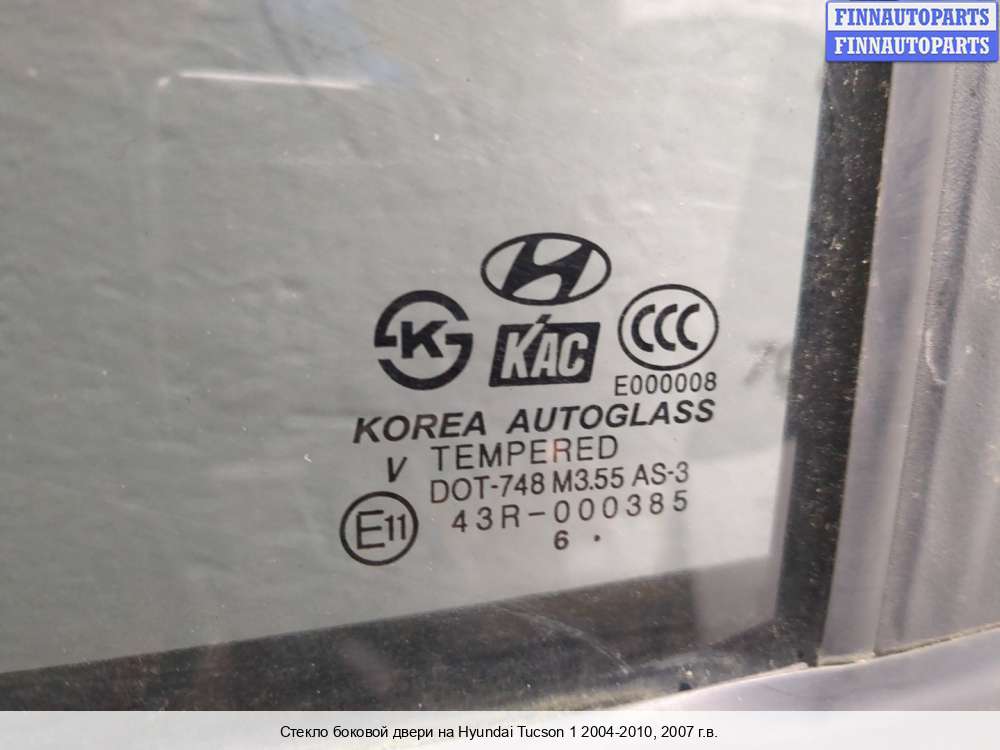 FINNAUTOPARTS
FINNAUTOPARTS
K
KAC
CCC
E000008
KOREA AUTOGLASS
V TEMPERED
DOT-748 M3.55 AS-3
E11 43R-000385
6 .
Стекло боковой двери на Hyundai Tucson 1 2004-2010, 2007 г.в.